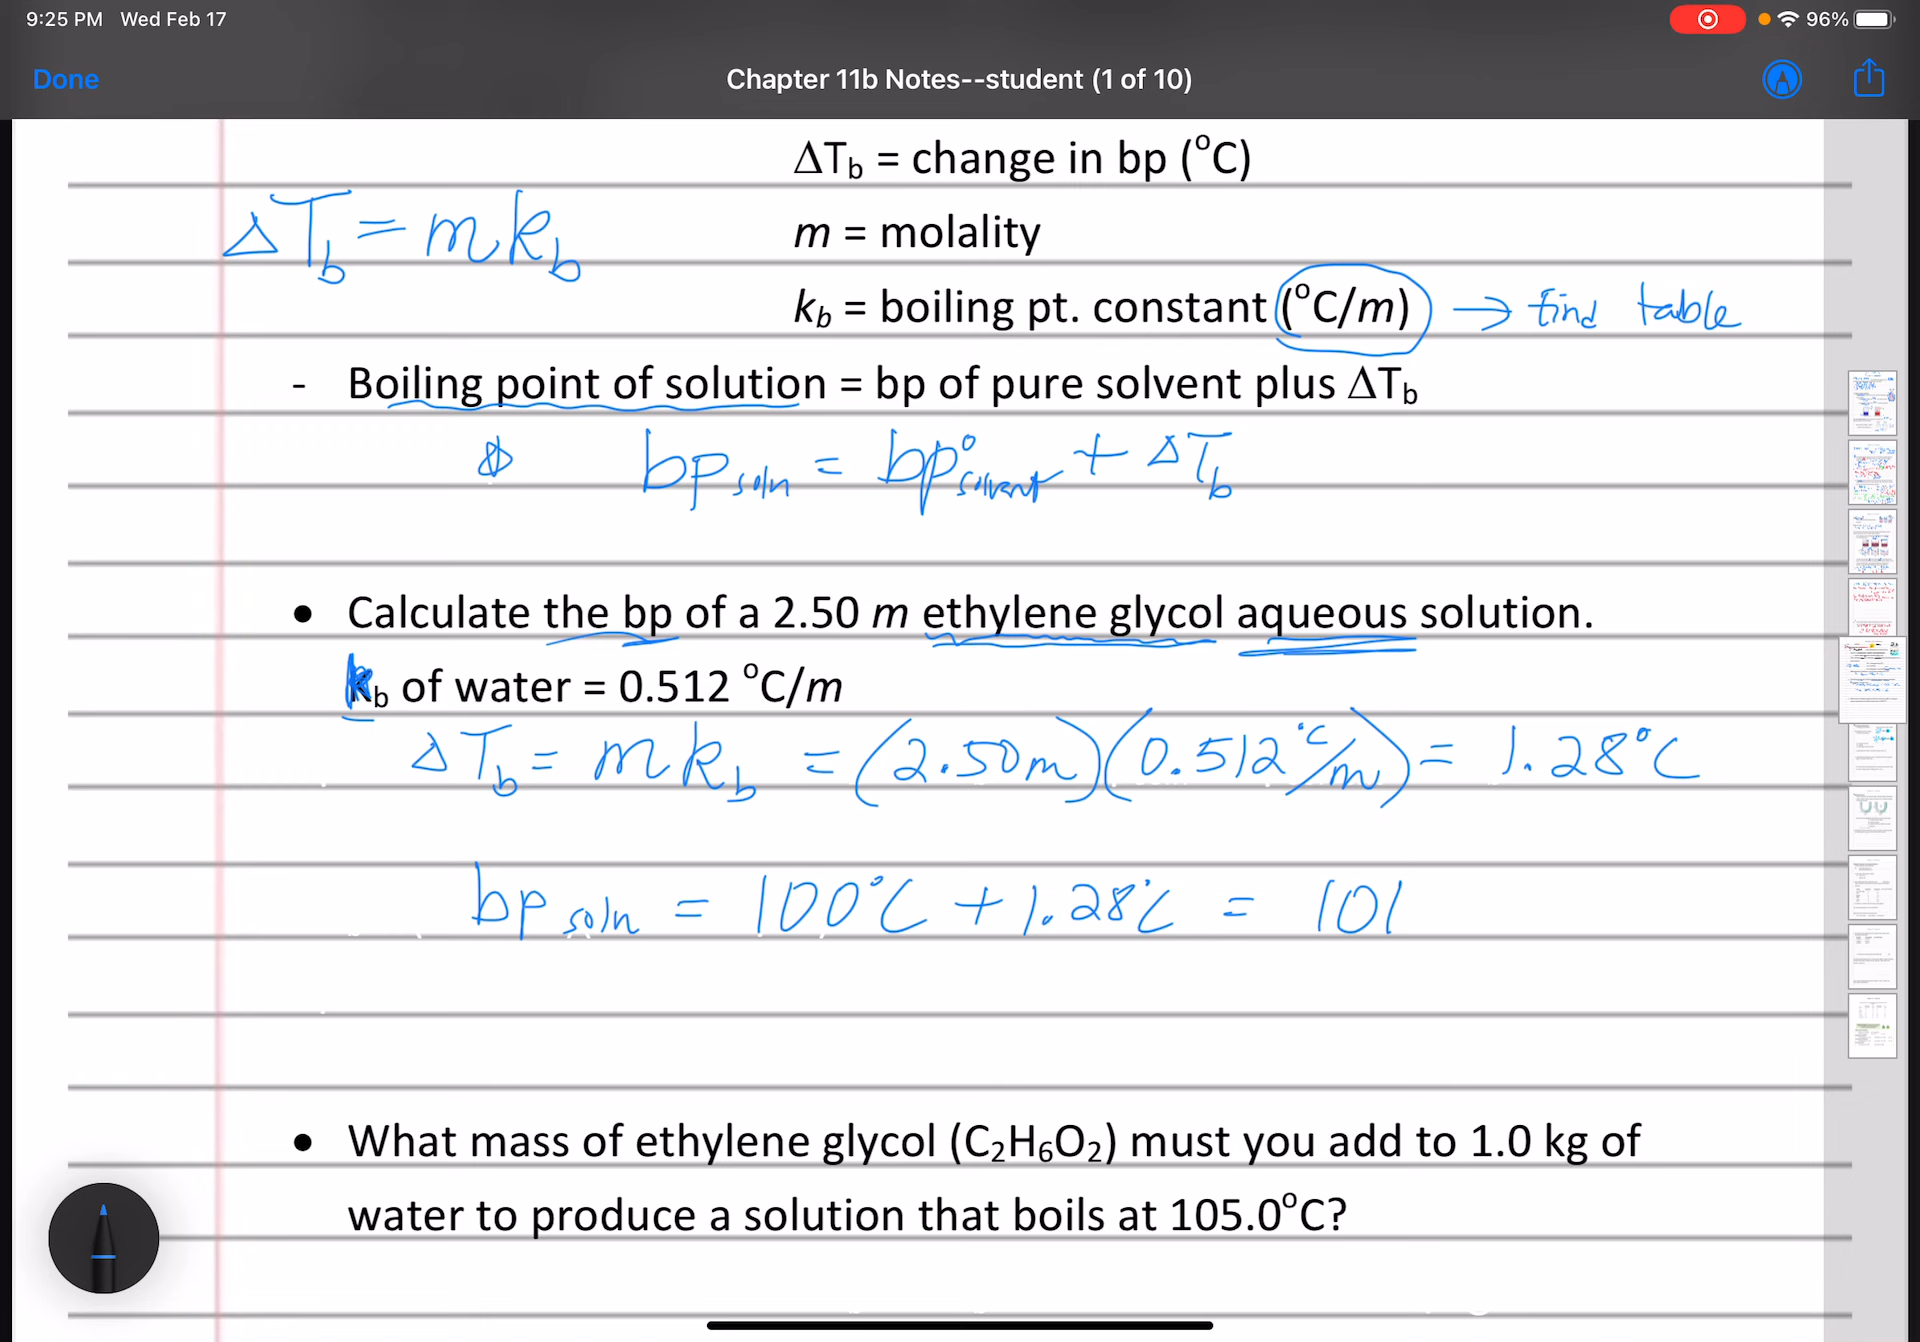 9:25 PM Wed Feb 17 96%
Done Chapter 11b Notes--student (1 of 10)
ΔTb = change in bp (°C)
ΔTb = m kb
m = molality
kb = boiling pt. constant (°C/m) → find table
- Boiling point of solution = bp of pure solvent plus ΔTb
bp soln = bp° solvent + ΔTb
• Calculate the bp of a 2.50 m ethylene glycol aqueous solution.
kb of water = 0.512 °C/m
ΔTb = m kb = (2.50m)(0.512 °C/m) = 1.28°C
bp soln = 100°C + 1.28°C = 101
• What mass of ethylene glycol (C₂H₆O₂) must you add to 1.0 kg of
water to produce a solution that boils at 105.0°C?